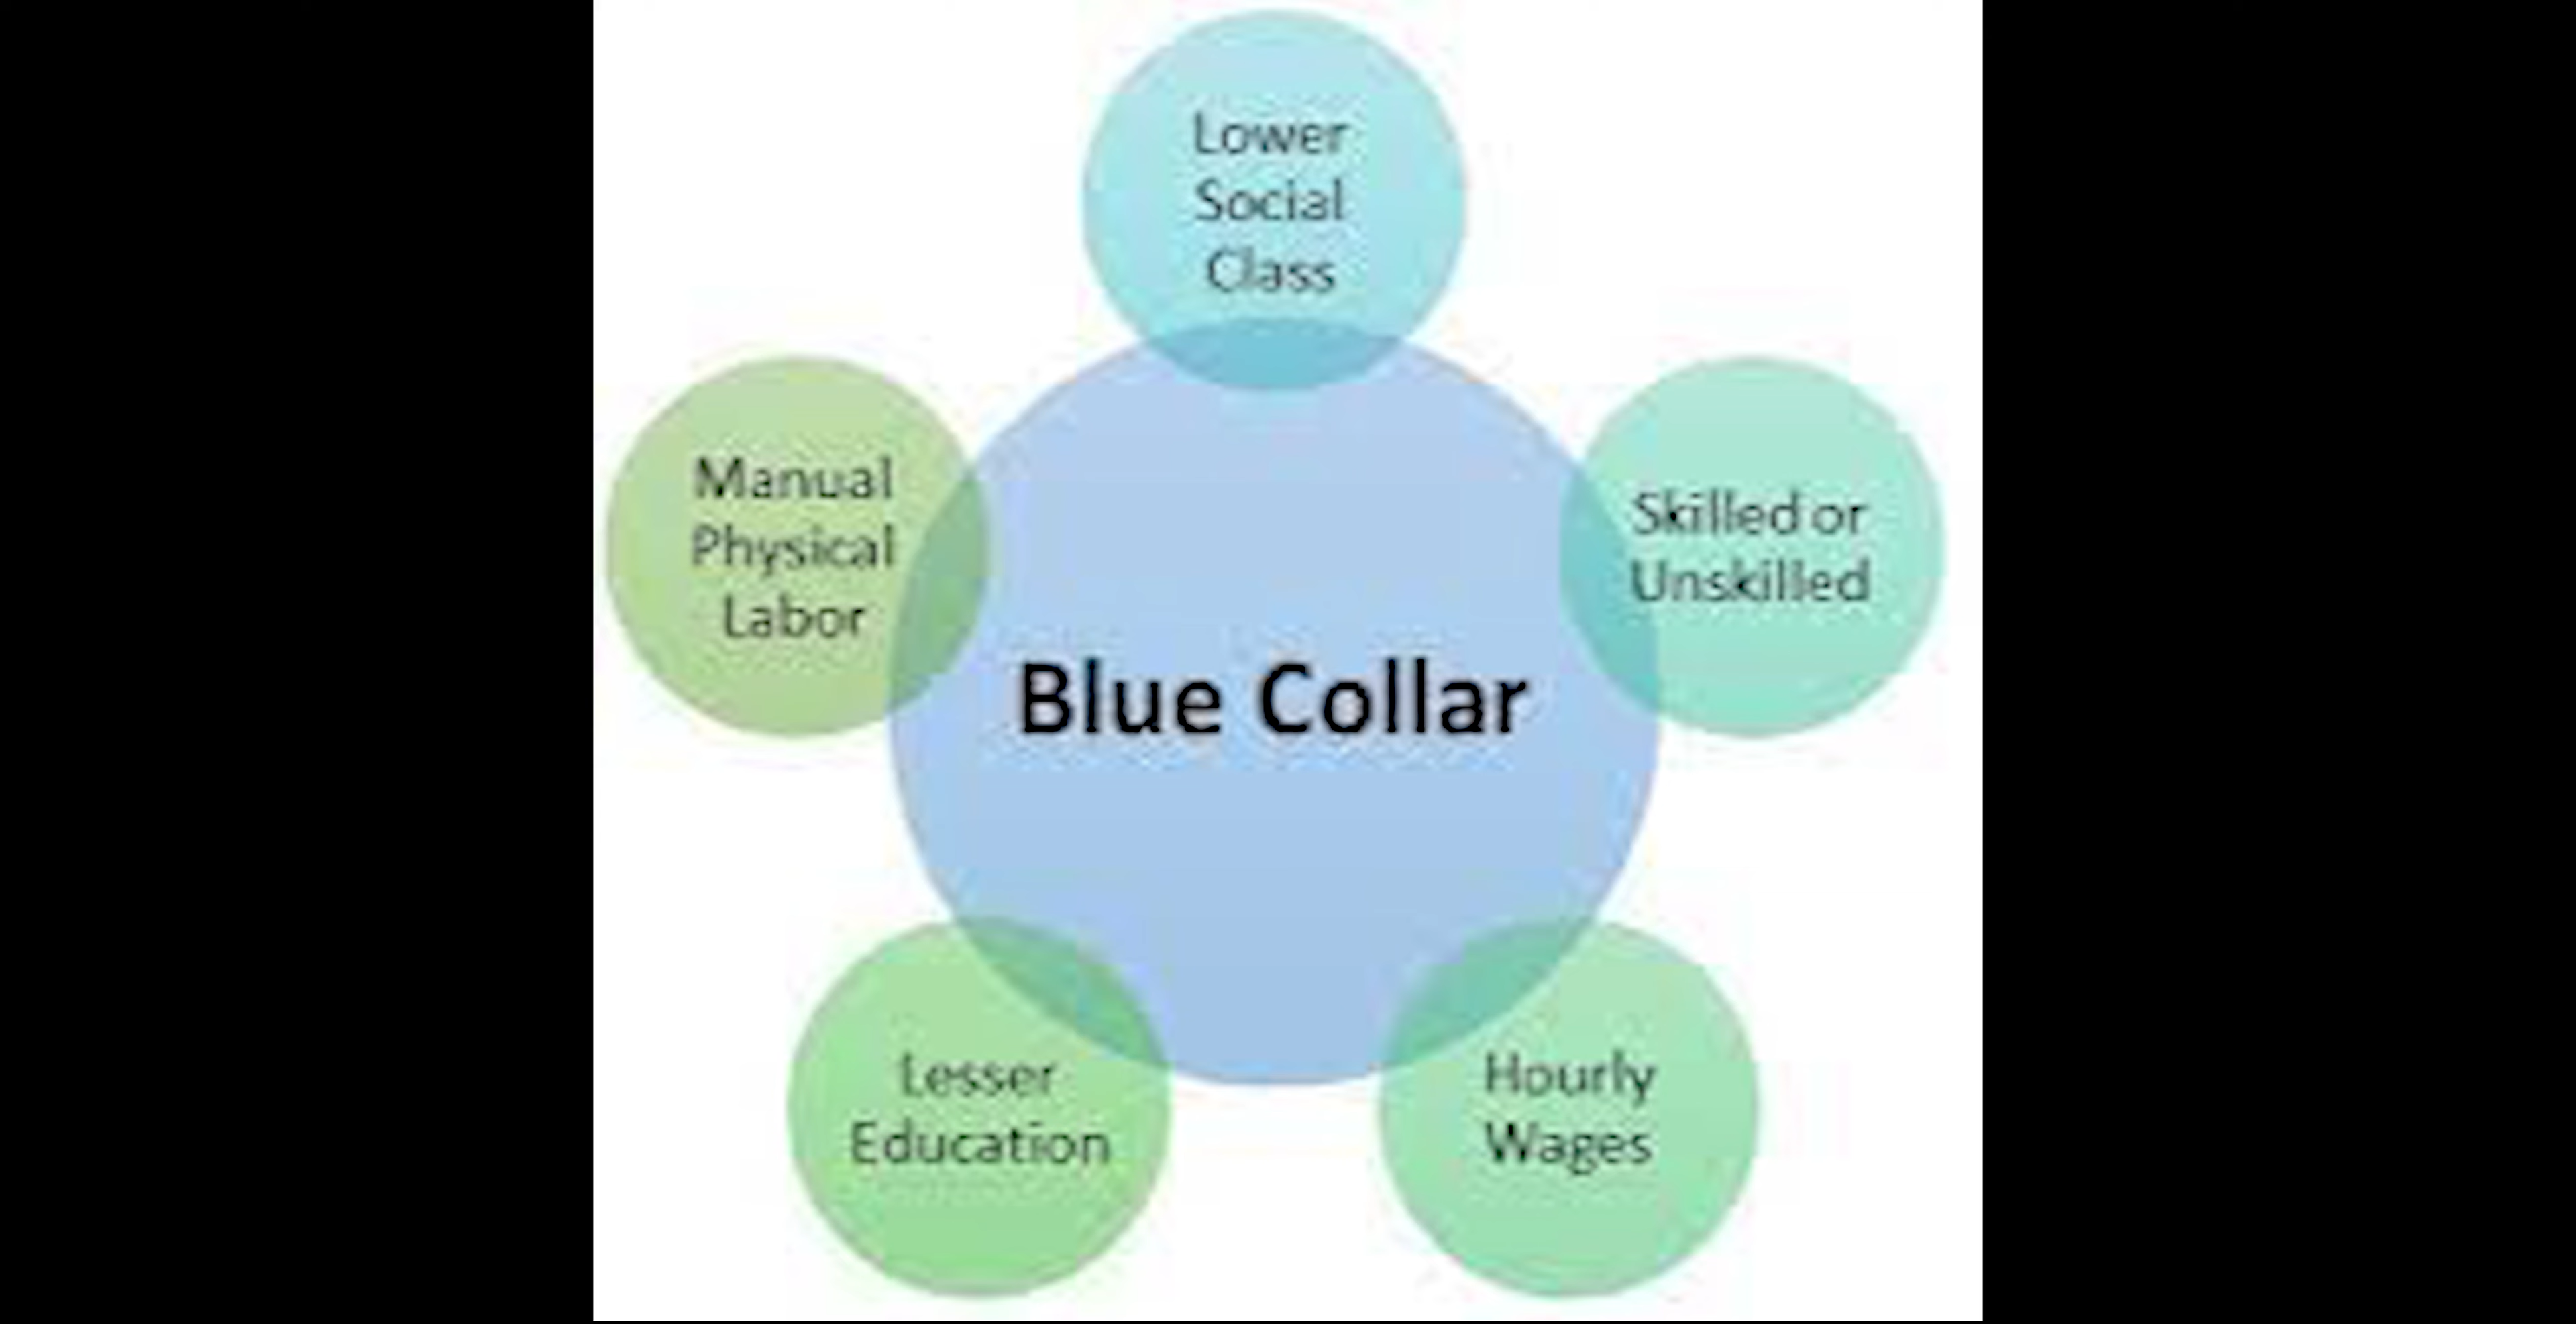 Lower
Social
Class
Manual
Physical
Labor
Skilled or
Unskilled
Blue Collar
Lesser
Education
Hourly
Wages